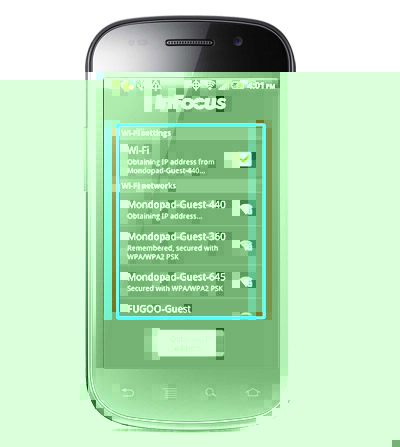 4:01 PM
InFocus
Wi-Fi settings
Wi-Fi
Obtaining IP address from
Mondopad-Guest-440...
Wi-Fi networks
Mondopad-Guest-440
Obtaining IP address...
Mondopad-Guest-360
Remembered, secured with
WPA/WPA2 PSK
Mondopad-Guest-645
Secured with WPA/WPA2 PSK
FUGOO-Guest